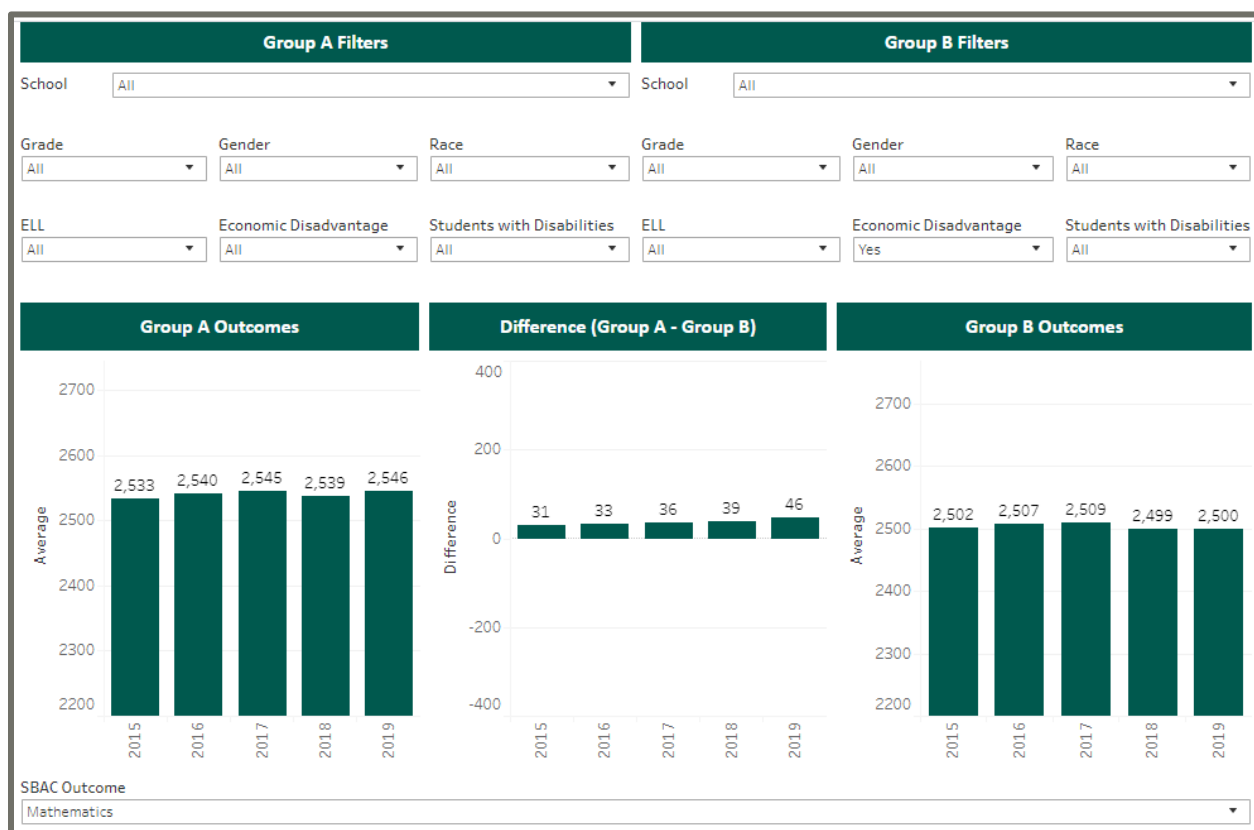 Group A Filters
Group B Filters
School All
School All
Grade Gender Race
All All All
Grade Gender Race
All All All
ELL Economic Disadvantage Students with Disabilities
All All All
ELL Economic Disadvantage Students with Disabilities
All Yes All
Group A Outcomes
Average
2700
2600
2500
2400
2300
2200
2,533 2,540 2,545 2,539 2,546
2015 2016 2017 2018 2019
Difference (Group A - Group B)
Difference
400
200
0
-200
-400
31 33 36 39 46
2015 2016 2017 2018 2019
Group B Outcomes
Average
2700
2600
2500
2400
2300
2200
2,502 2,507 2,509 2,499 2,500
2015 2016 2017 2018 2019
SBAC Outcome
Mathematics